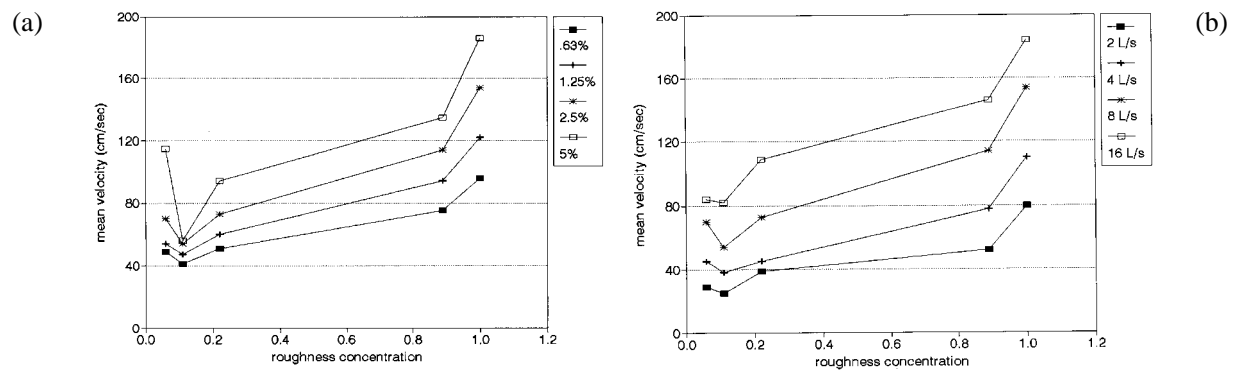 (a)
200
160
120
80
40
0
mean velocity (cm/sec)
0.0 0.2 0.4 0.6 0.8 1.0 1.2
roughness concentration
.63%
1.25%
2.5%
5%
200
160
120
80
40
0
mean velocity (cm/sec)
0.0 0.2 0.4 0.6 0.8 1.0 1.2
roughness concentration
2 L/s
4 L/s
8 L/s
16 L/s
(b)